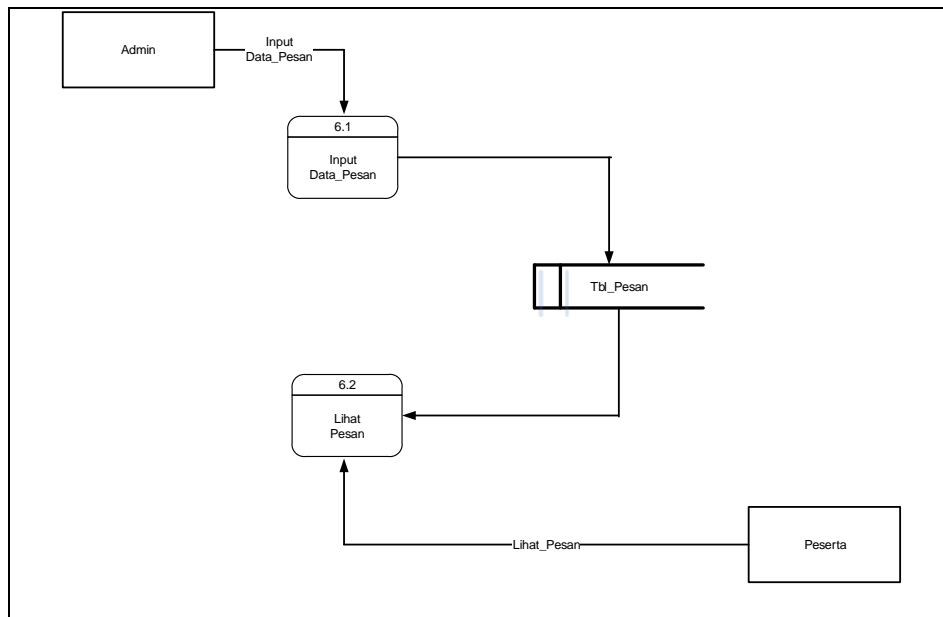 Admin
Input
Data_Pesan
6.1
Input
Data_Pesan
Tbl_Pesan
6.2
Lihat
Pesan
Lihat_Pesan
Peserta